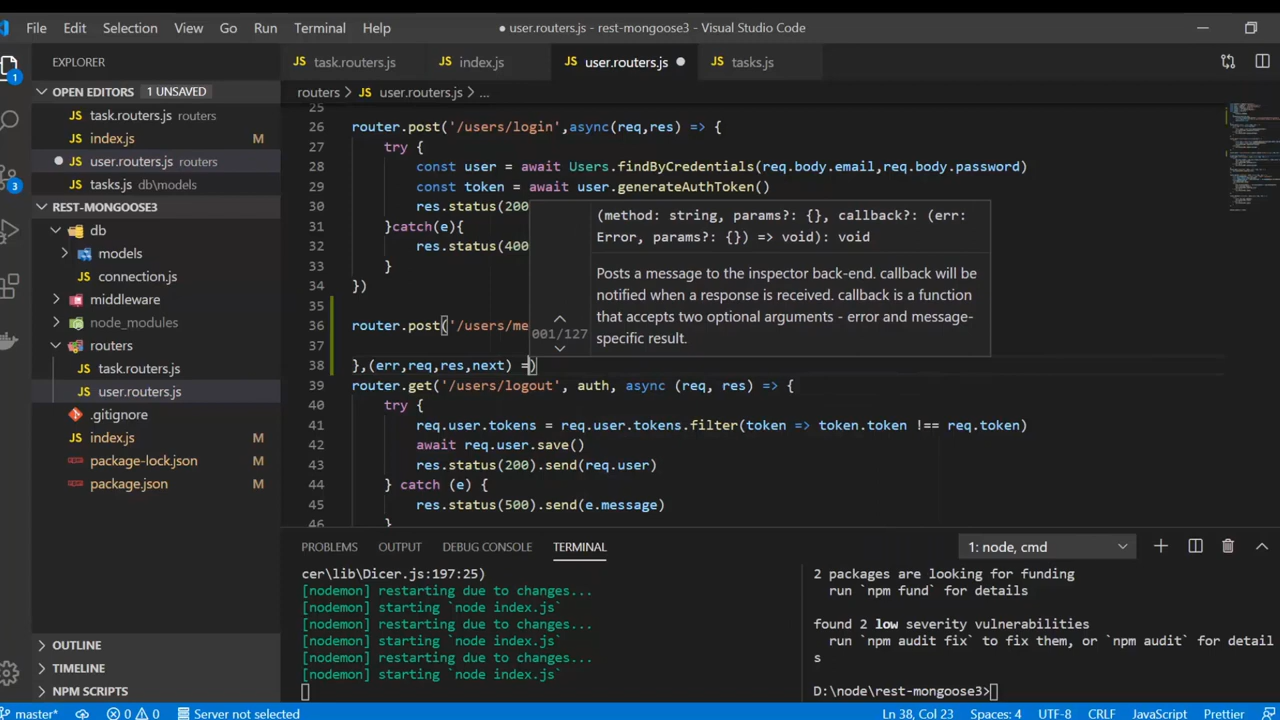 File Edit Selection View Go Run Terminal Help ● user.routers.js - rest-mongoose3 - Visual Studio Code
EXPLORER
JS task.routers.js JS index.js JS user.routers.js ● JS tasks.js
OPEN EDITORS 1 UNSAVED
JS task.routers.js routers
JS index.js M
● JS user.routers.js routers
JS tasks.js db\models
REST-MONGOOSE3
db
models
connection.js
middleware
node_modules
routers
JS task.routers.js
JS user.routers.js
.gitignore
JS index.js M
package-lock.json M
package.json M
OUTLINE
TIMELINE
NPM SCRIPTS
1
3
routers > JS user.routers.js > ...
25
26 router.post('/users/login',async(req,res) => {
27 try {
28 const user = await Users.findByCredentials(req.body.email,req.body.password)
29 const token = await user.generateAuthToken()
30 res.status(200
31 }catch(e){
32 res.status(400
33 }
34 })
35
36 router.post('/users/me
37
38 },(err,req,res,next) =)
39 router.get('/users/logout', auth, async (req, res) => {
40 try {
41 req.user.tokens = req.user.tokens.filter(token => token.token !== req.token)
42 await req.user.save()
43 res.status(200).send(req.user)
44 } catch (e) {
45 res.status(500).send(e.message)
46 }
001/127
(method: string, params?: {}, callback?: (err:
Error, params?: {}) => void): void
Posts a message to the inspector back-end. callback will be
notified when a response is received. callback is a function
that accepts two optional arguments - error and message-
specific result.
PROBLEMS OUTPUT DEBUG CONSOLE TERMINAL 1: node, cmd
cer\lib\Dicer.js:197:25)
[nodemon] restarting due to changes...
[nodemon] starting `node index.js`
[nodemon] restarting due to changes...
[nodemon] starting `node index.js`
[nodemon] restarting due to changes...
[nodemon] starting `node index.js`
2 packages are looking for funding
run `npm fund` for details
found 2 low severity vulnerabilities
run `npm audit fix` to fix them, or `npm audit` for detail
s
D:\node\rest-mongoose3>
master* 0 0 Server not selected Ln 38, Col 23 Spaces: 4 UTF-8 CRLF JavaScript Prettier